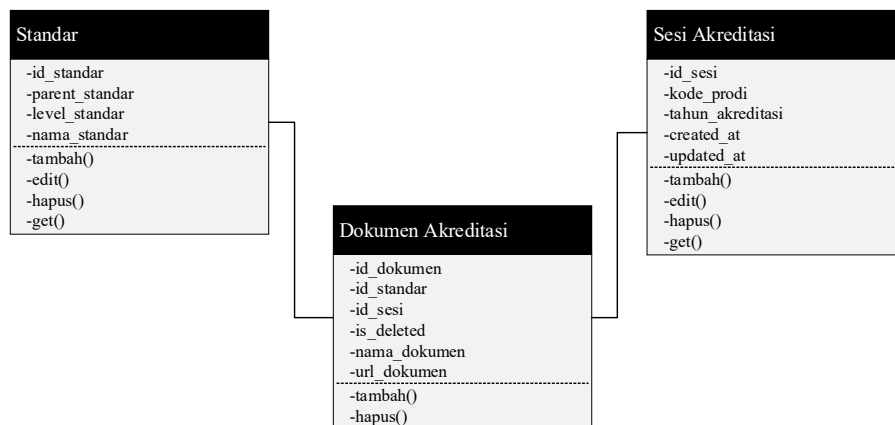 Standar
-id_standar
-parent_standar
-level_standar
-nama_standar
-tambah()
-edit()
-hapus()
-get()
Sesi Akreditasi
-id_sesi
-kode_prodi
-tahun_akreditasi
-created_at
-updated_at
-tambah()
-edit()
-hapus()
-get()
Dokumen Akreditasi
-id_dokumen
-id_standar
-id_sesi
-is_deleted
-nama_dokumen
-url_dokumen
-tambah()
-hapus()